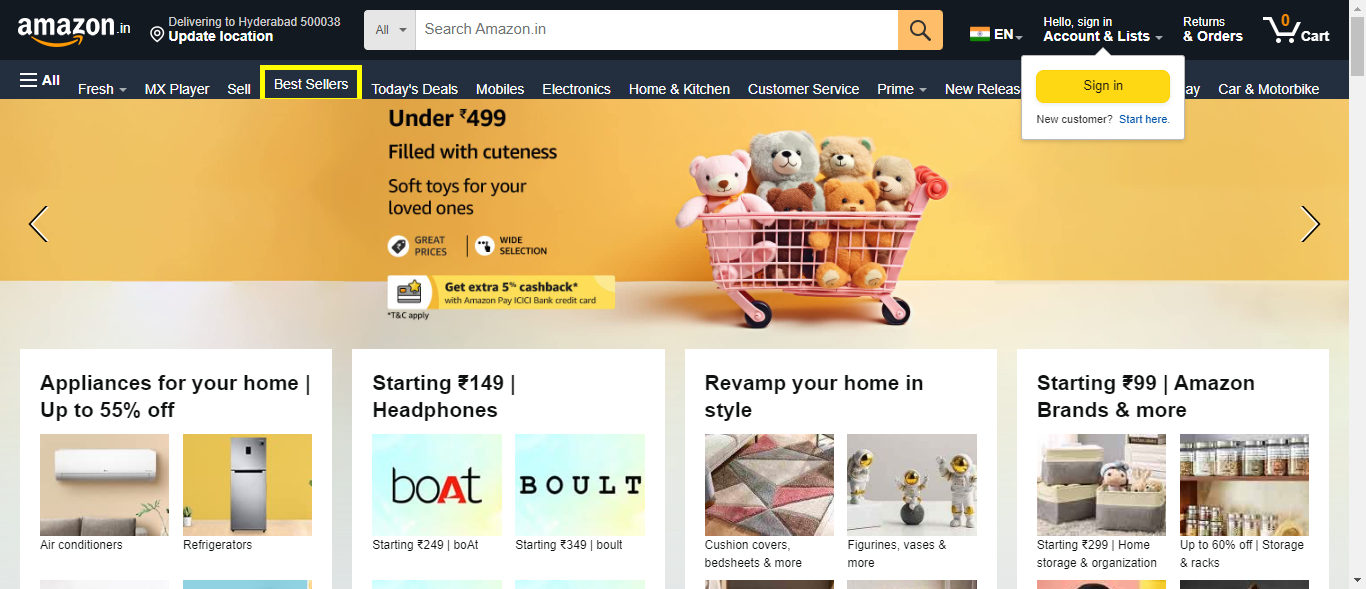 amazon.in
Delivering to Hyderabad 500038
Update location
All
Search Amazon.in
EN
Hello, sign in
Account & Lists
Returns
& Orders
0
Cart
All
Fresh
MX Player
Sell
Best Sellers
Today's Deals
Mobiles
Electronics
Home & Kitchen
Customer Service
Prime
New Releas
ay
Car & Motorbike
Sign in
New customer? Start here.
Under ₹499
Filled with cuteness
Soft toys for your
loved ones
GREAT
PRICES
WIDE
SELECTION
Get extra 5% cashback*
with Amazon Pay ICICI Bank credit card
*T&C apply
Appliances for your home |
Up to 55% off
Air conditioners
Refrigerators
Starting ₹149 |
Headphones
boAt
BOULT
Starting ₹249 | boAt
Starting ₹349 | boult
Revamp your home in
style
Cushion covers,
bedsheets & more
Figurines, vases &
more
Starting ₹99 | Amazon
Brands & more
Starting ₹299 | Home
storage & organization
Up to 60% off | Storage
& racks